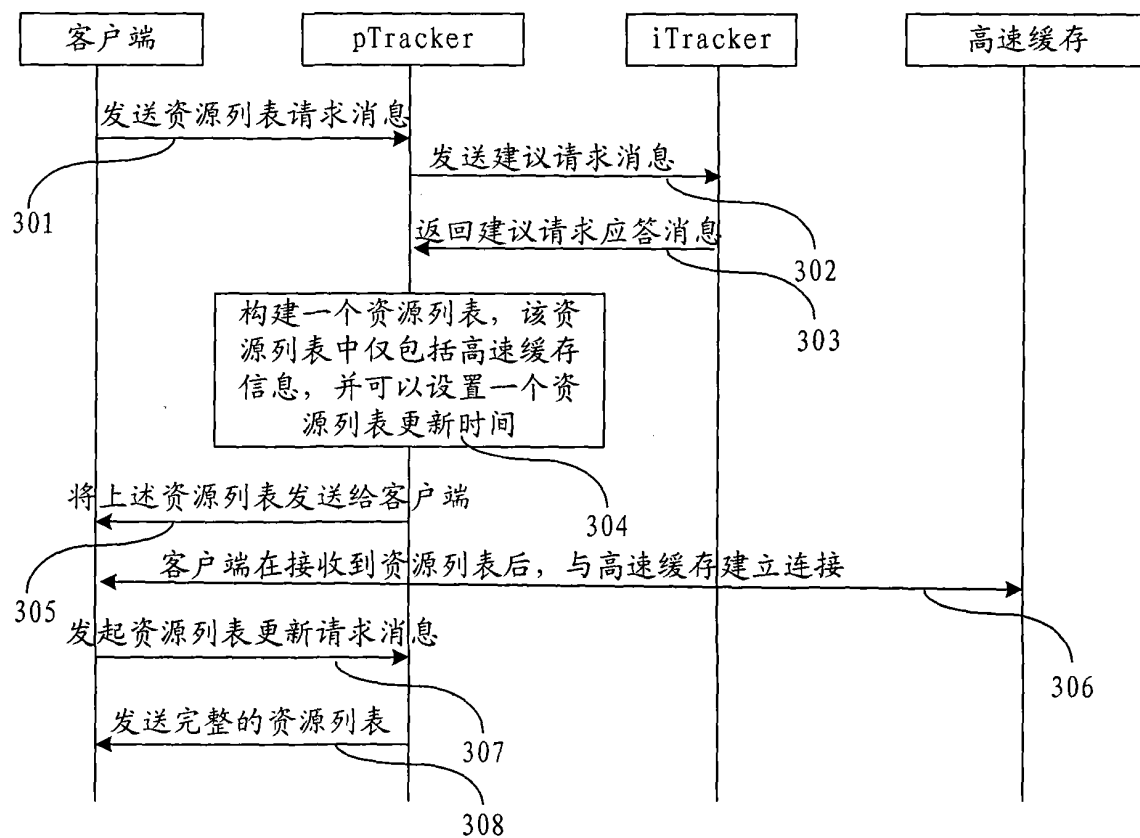 客户端
pTracker
iTracker
高速缓存
发送资源列表请求消息
301
发送建议请求消息
302
返回建议请求应答消息
303
构建一个资源列表，该资
源列表中仅包括高速缓存
信息，并可以设置一个资
源列表更新时间
304
将上述资源列表发送给客户端
305
客户端在接收到资源列表后，与高速缓存建立连接
306
发起资源列表更新请求消息
307
发送完整的资源列表
308